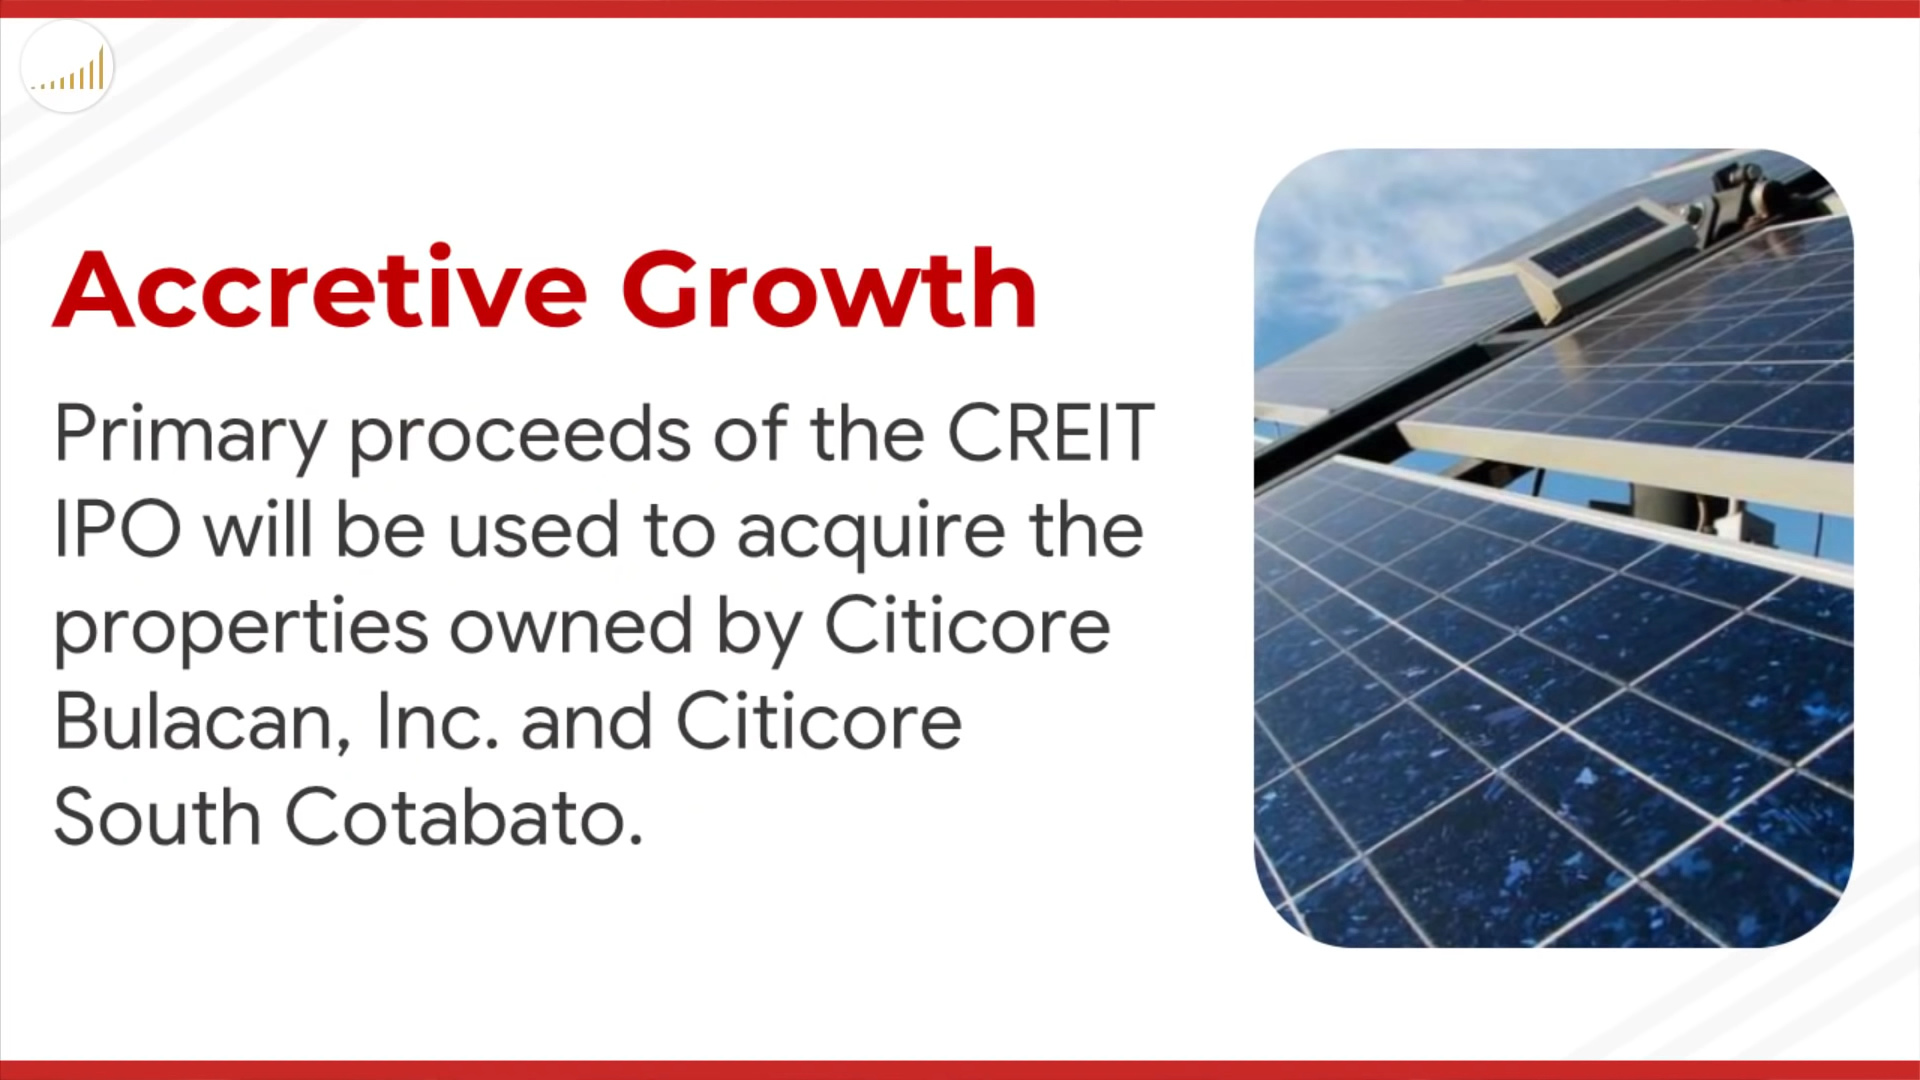 Accretive Growth
Primary proceeds of the CREIT
IPO will be used to acquire the
properties owned by Citicore
Bulacan, Inc. and Citicore
South Cotabato.